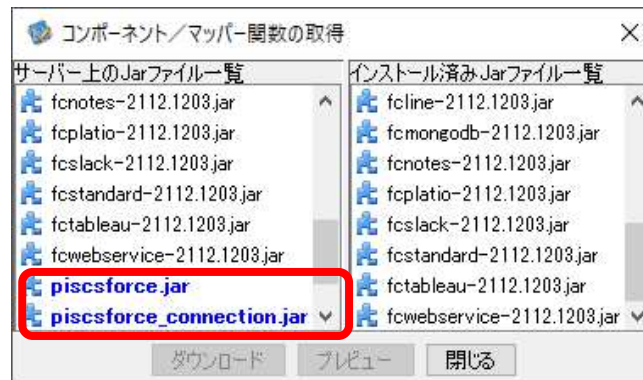 コンポーネント／マッパー関数の取得
サーバー上のJarファイル一覧
fcnotes-2112.1203.jar
fcplatio-2112.1203.jar
fcslack-2112.1203.jar
fcstandard-2112.1203.jar
fctableau-2112.1203.jar
fcwebservice-2112.1203.jar
piscsforce.jar
piscsforce_connection.jar
インストール済みJarファイル一覧
fcline-2112.1203.jar
fcmongodb-2112.1203.jar
fcnotes-2112.1203.jar
fcplatio-2112.1203.jar
fcslack-2112.1203.jar
fcstandard-2112.1203.jar
fctableau-2112.1203.jar
fcwebservice-2112.1203.jar
ダウンロード
プレビュー
閉じる